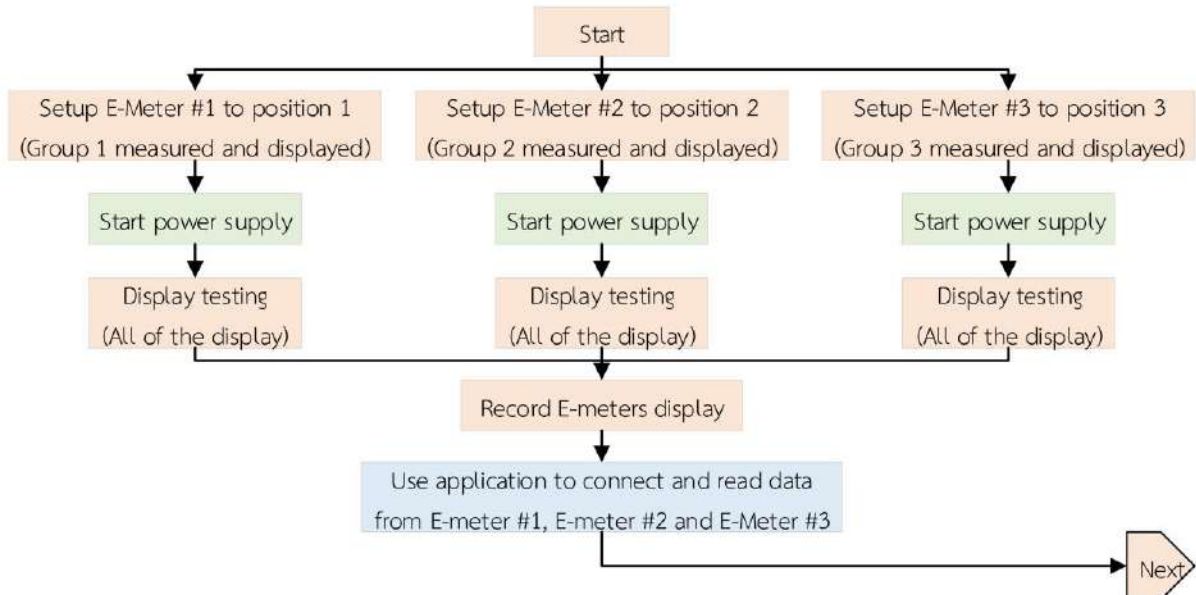 Start
Setup E-Meter #1 to position 1
(Group 1 measured and displayed)
Setup E-Meter #2 to position 2
(Group 2 measured and displayed)
Setup E-Meter #3 to position 3
(Group 3 measured and displayed)
Start power supply
Start power supply
Start power supply
Display testing
(All of the display)
Display testing
(All of the display)
Display testing
(All of the display)
Record E-meters display
Use application to connect and read data
from E-meter #1, E-meter #2 and E-Meter #3
Next